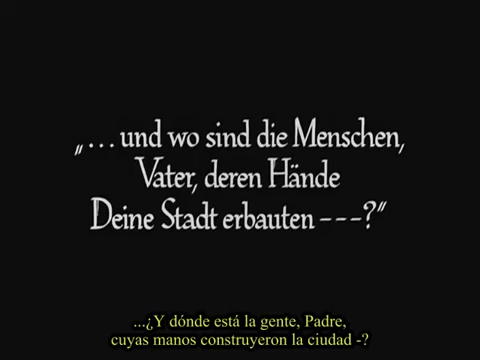 „...und wo sind die Menschen,
Vater, deren Hände
Deine Stadt erbauten ---?"
...¿Y dónde está la gente, Padre,
cuyas manos construyeron la ciudad -?